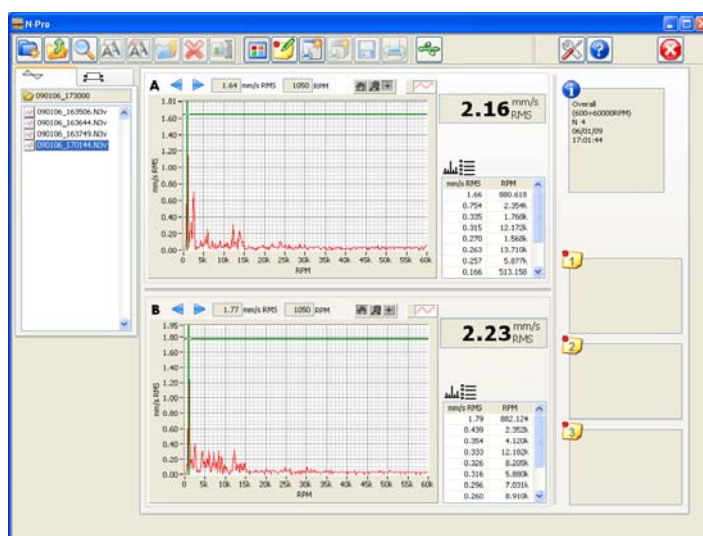 N-Pro
090106_173000
090106_163506.N3v
090106_163644.N3v
090106_163749.N3v
090106_170144.N3v
A 1.64 mm/s RMS 1050 RPM
2.16 mm/s RMS
1.81
1.60
1.40
1.20
1.00
0.80
0.60
0.40
0.20
0.00
mm/s RMS
0 5k 10k 15k 20k 25k 30k 35k 40k 45k 50k 55k 60k
RPM
mm/s RMS RPM
1.66 880.618
0.754 2.354k
0.335 1.768k
0.315 12.172k
0.270 1.568k
0.263 13.710k
0.257 5.877k
0.166 513.158
Overall
(600÷60000RPM)
N 4
06/01/09
17:01:44
1
2
3
B 1.77 mm/s RMS 1050 RPM
2.23 mm/s RMS
1.95
1.80
1.60
1.40
1.20
1.00
0.80
0.60
0.40
0.20
0.00
mm/s RMS
0 5k 10k 15k 20k 25k 30k 35k 40k 45k 50k 55k 60k
RPM
mm/s RMS RPM
1.79 882.124
0.439 2.352k
0.354 4.120k
0.333 12.182k
0.326 8.205k
0.316 5.880k
0.296 7.031k
0.260 8.910k